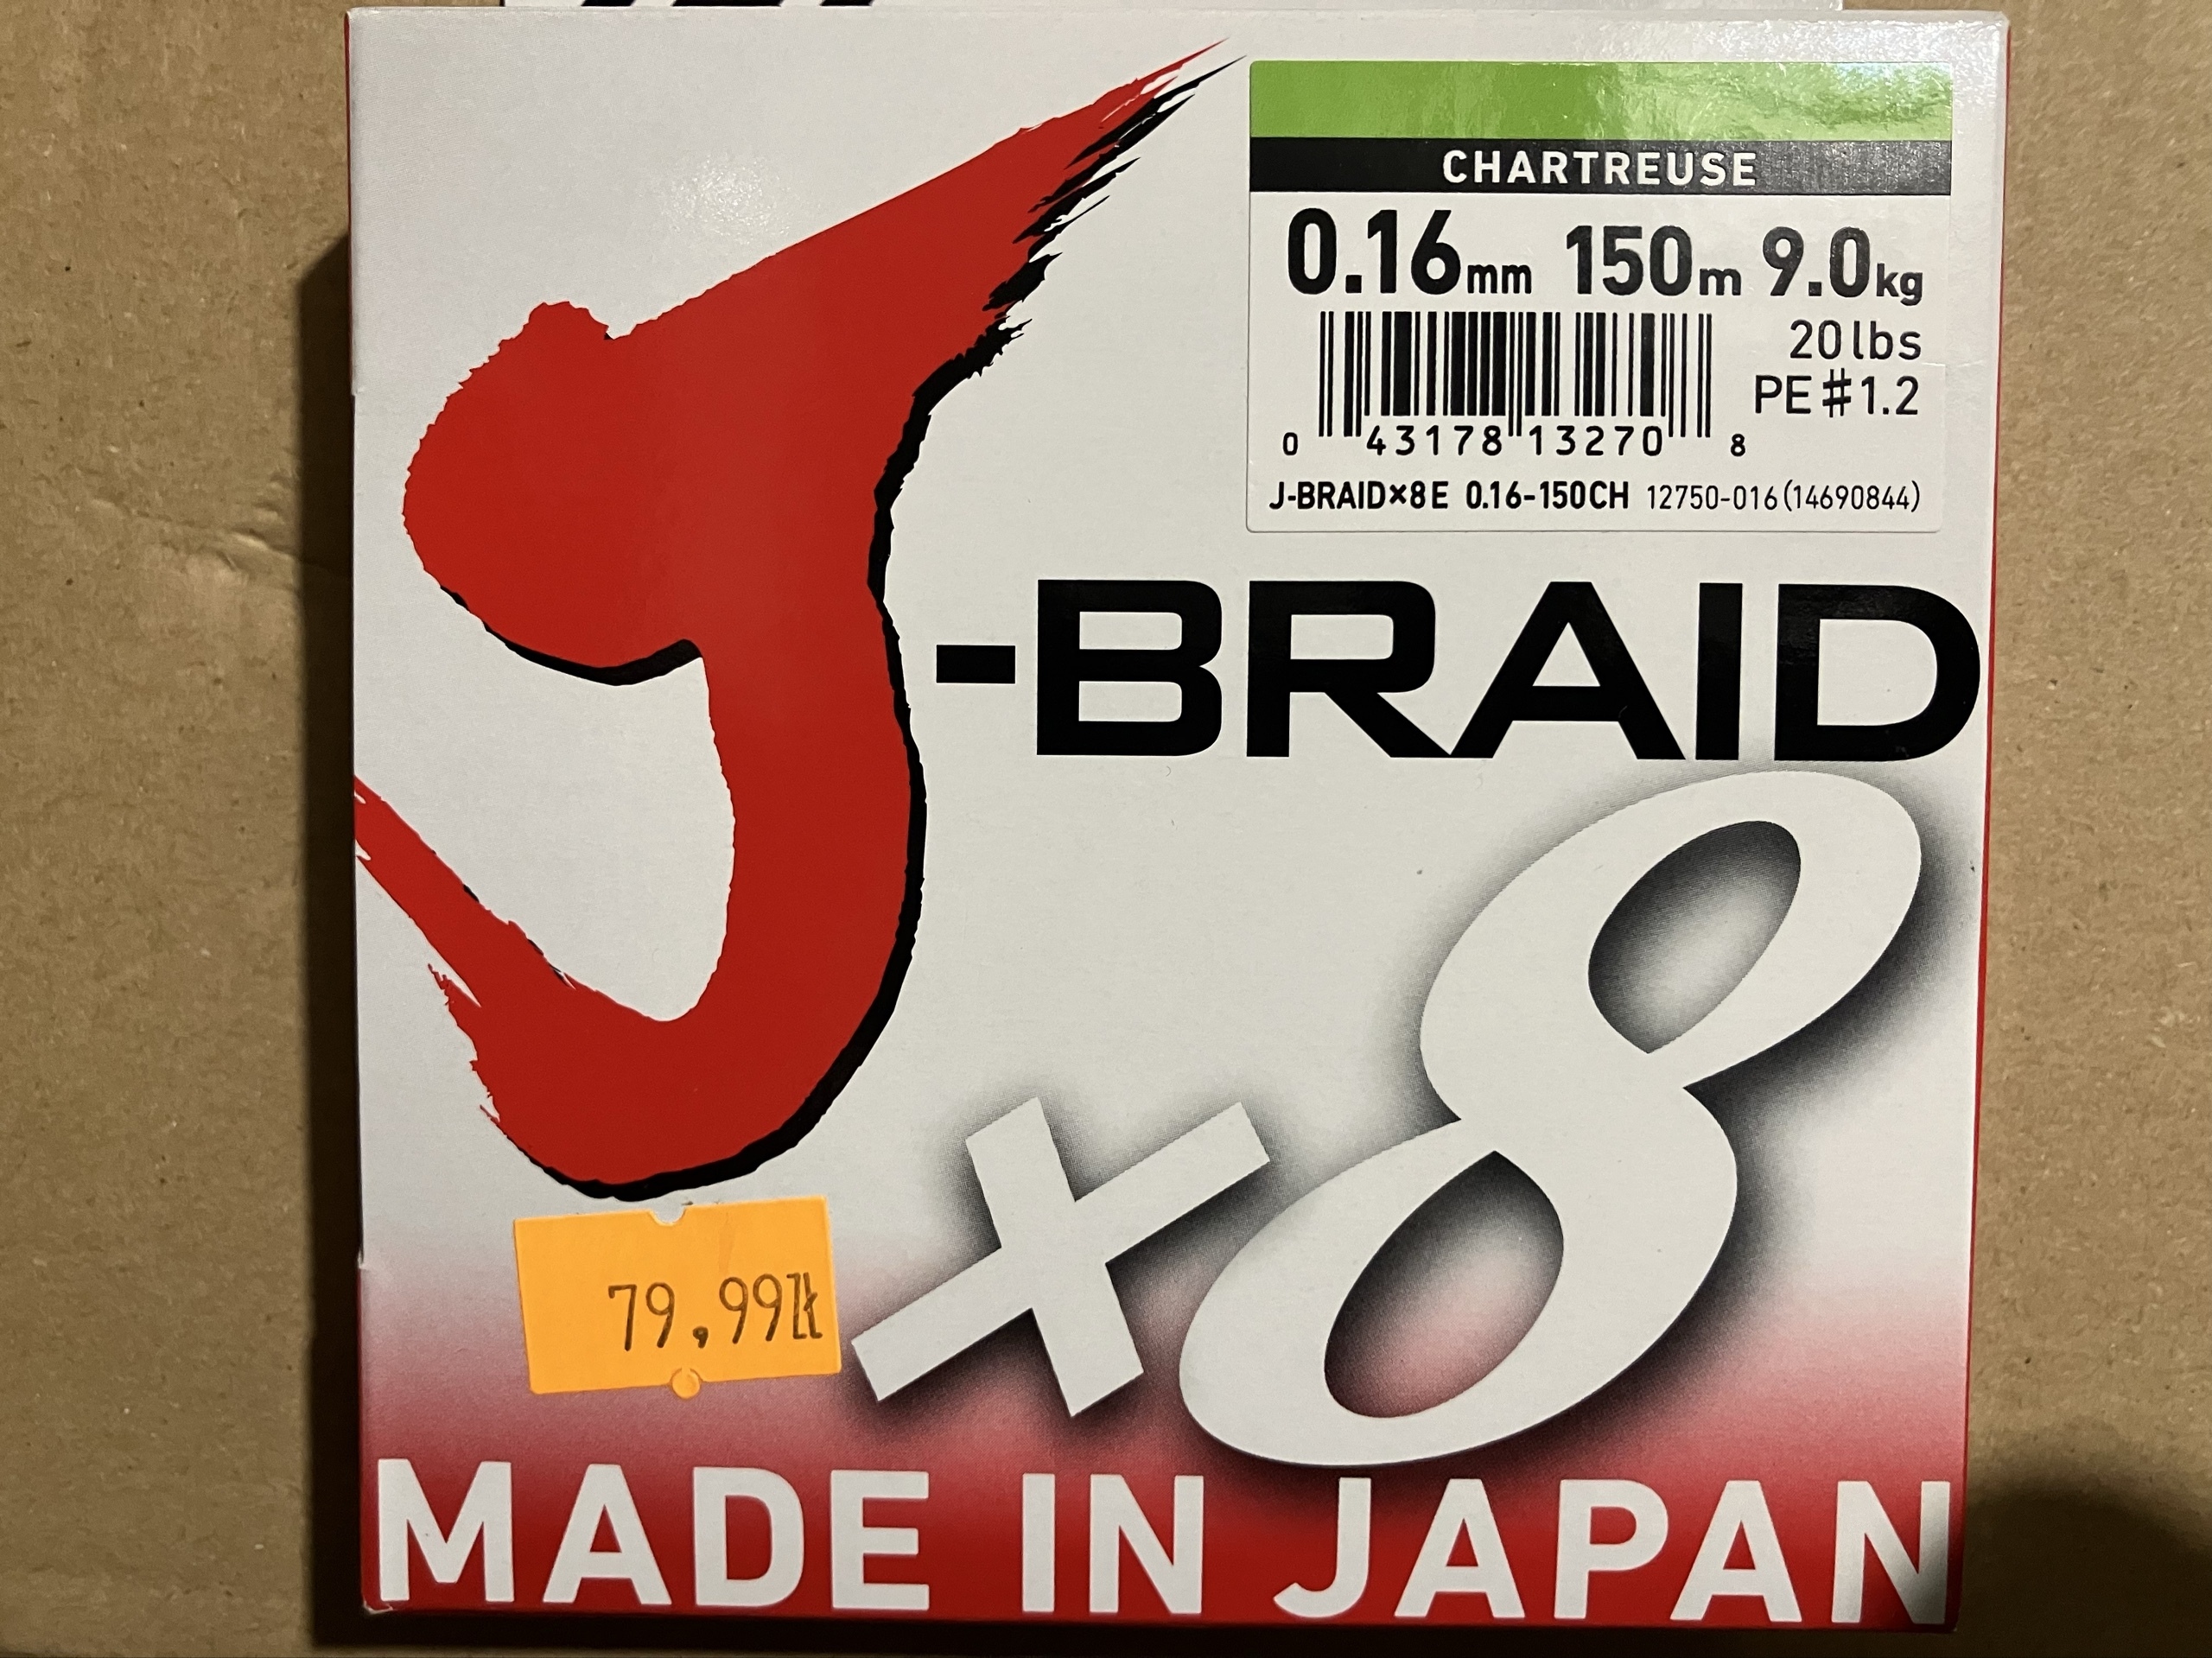 CHARTREUSE
0.16mm 150m 9.0kg
20lbs
PE#1.2
0 43178 13270 8
J-BRAID×8E 0.16-150CH 12750-016(14690844)
J-BRAID
×8
79,99zł
MADE IN JAPAN